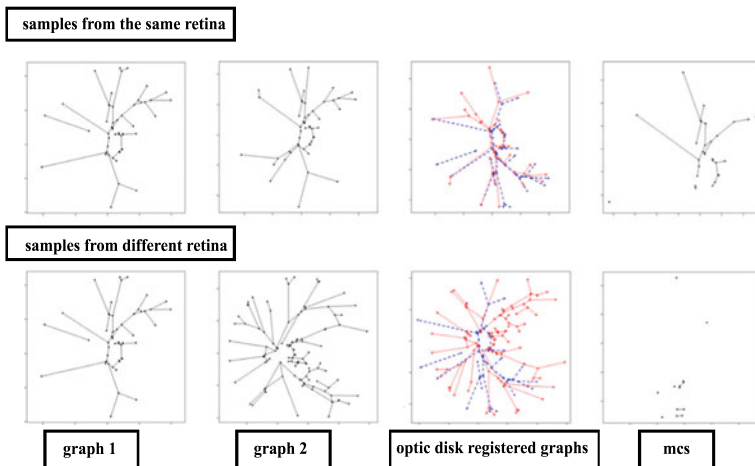 samples from the same retina
samples from different retina
graph 1
graph 2
optic disk registered graphs
mcs